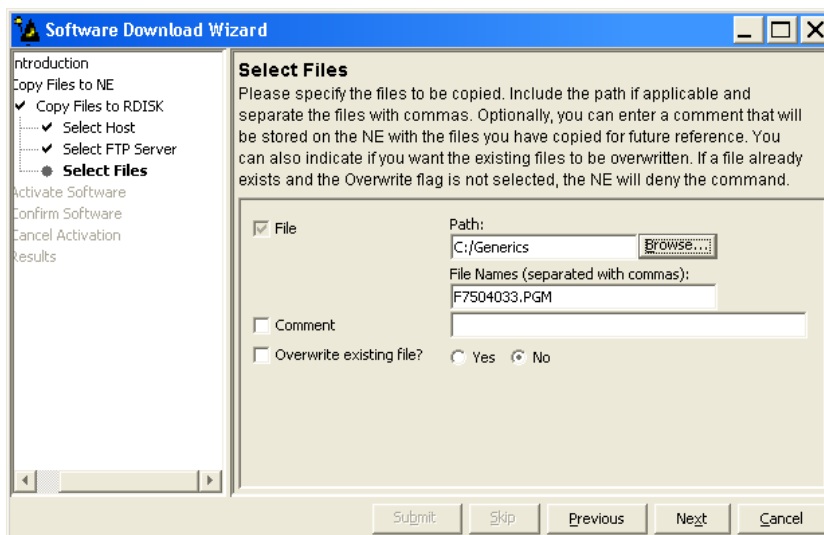 Software Download Wizard
ntroduction
Copy Files to NE
Copy Files to RDISK
Select Host
Select FTP Server
Select Files
Activate Software
Confirm Software
Cancel Activation
Results
Select Files
Please specify the files to be copied. Include the path if applicable and
separate the files with commas. Optionally, you can enter a comment that will
be stored on the NE with the files you have copied for future reference. You
can also indicate if you want the existing files to be overwritten. If a file already
exists and the Overwrite flag is not selected, the NE will deny the command.
File
Path:
C:/Generics
Browse...
File Names (separated with commas):
F7504033.PGM
Comment
Overwrite existing file?
Yes
No
Submit
Skip
Previous
Next
Cancel